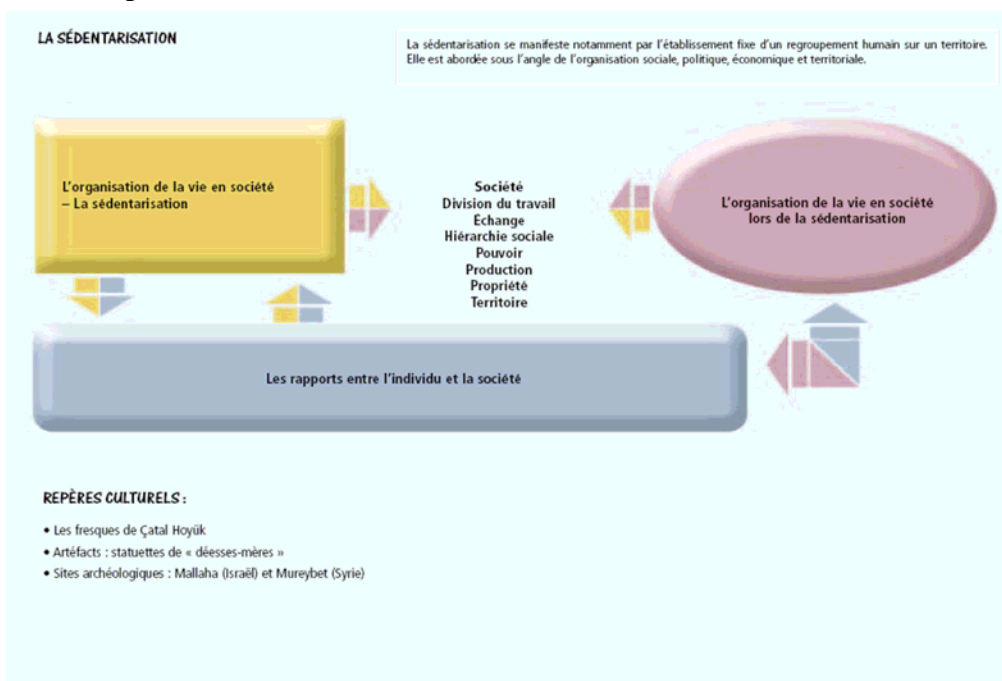 LA SÉDENTARISATION
La sédentarisation se manifeste notamment par l'établissement fixe d'un regroupement humain sur un territoire.
Elle est abordée sous l'angle de l'organisation sociale, politique, économique et territoriale.
L'organisation de la vie en société
– La sédentarisation
Société
Division du travail
Échange
Hiérarchie sociale
Pouvoir
Production
Propriété
Territoire
L'organisation de la vie en société
lors de la sédentarisation
Les rapports entre l'individu et la société
REPÈRES CULTURELS :
• Les fresques de Çatal Hoyük
• Artéfacts : statuettes de « déesses-mères »
• Sites archéologiques : Mallaha (Israël) et Mureybet (Syrie)